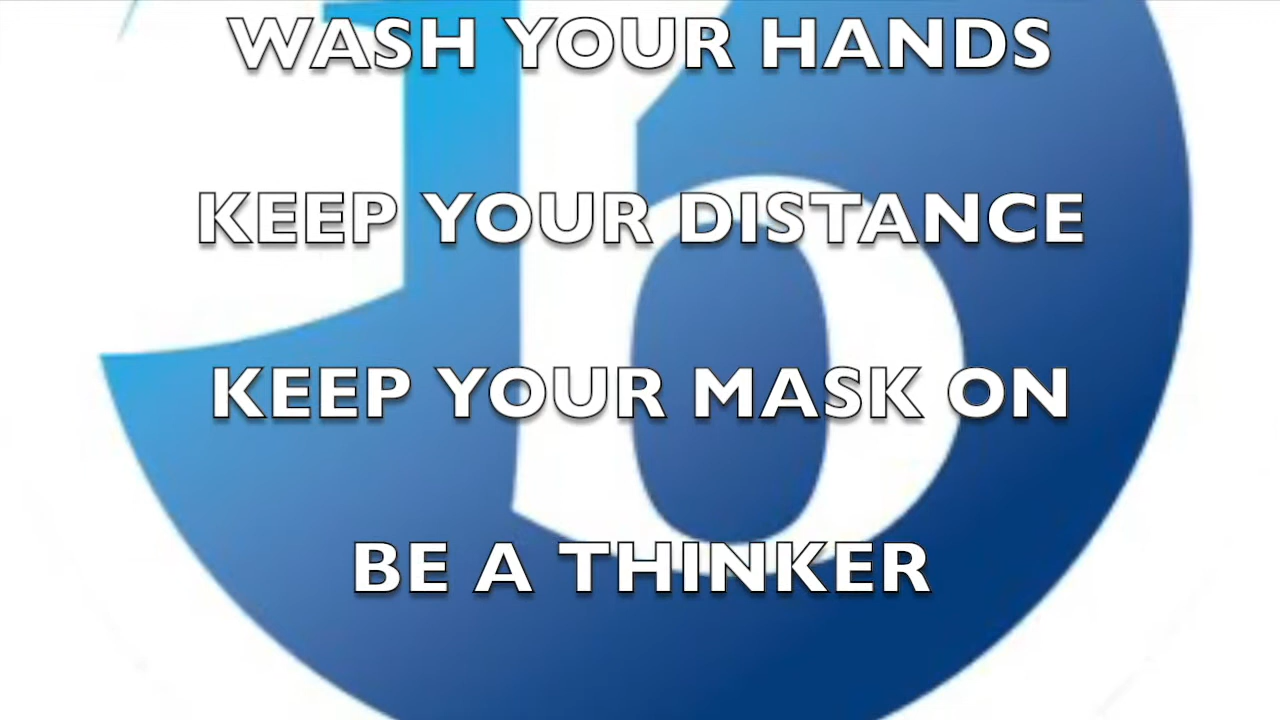 WASH YOUR HANDS
KEEP YOUR DISTANCE
KEEP YOUR MASK ON
BE A THINKER